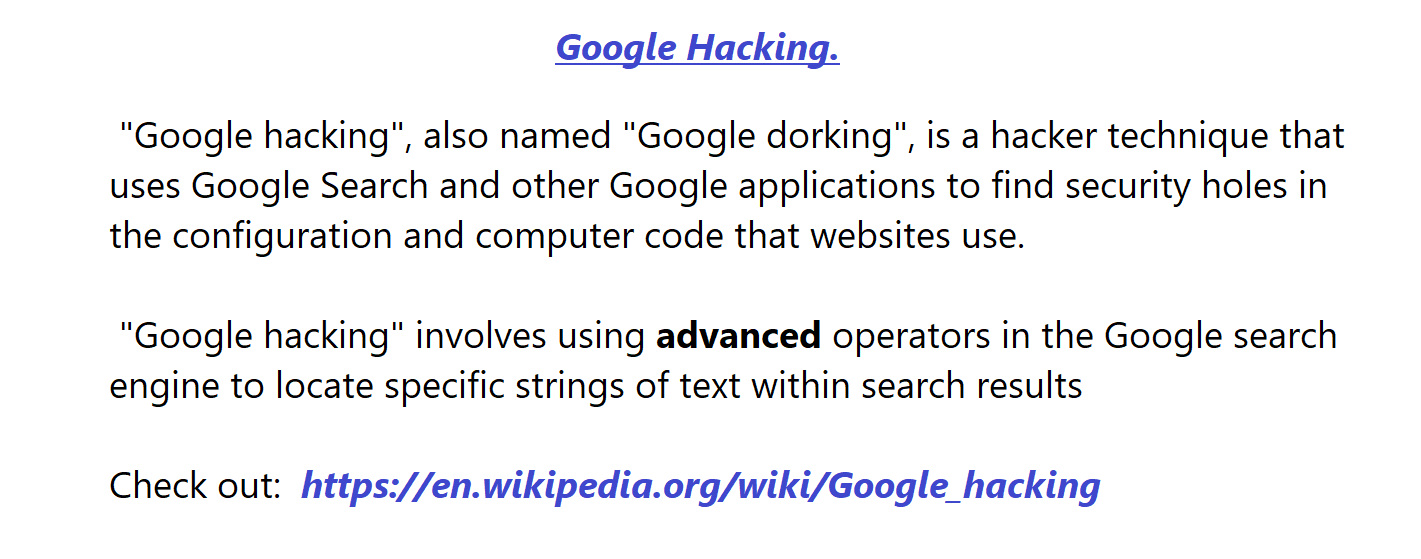 Google Hacking.
"Google hacking", also named "Google dorking", is a hacker technique that
uses Google Search and other Google applications to find security holes in
the configuration and computer code that websites use.
"Google hacking" involves using advanced operators in the Google search
engine to locate specific strings of text within search results
Check out: https://en.wikipedia.org/wiki/Google_hacking